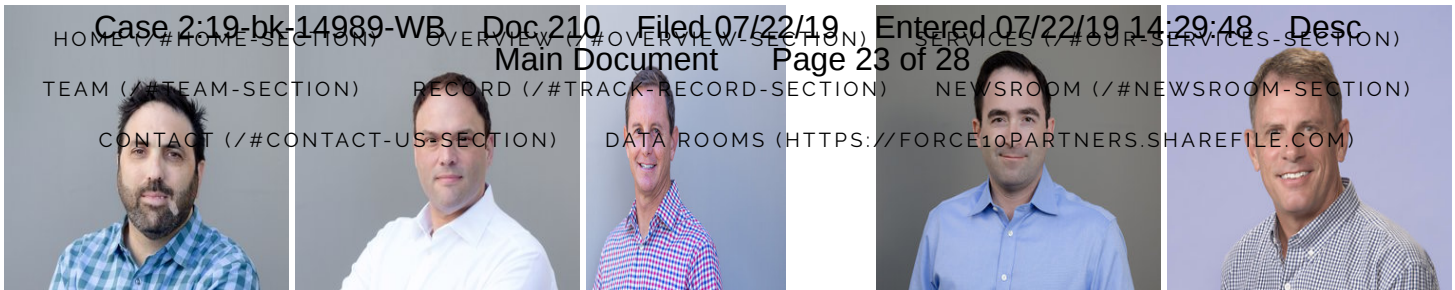 Case 2:19-bk-14989-WB Doc 210 Filed 07/22/19 Entered 07/22/19 14:29:48 Desc
HOME (/#HOME-SECTION) OVERVIEW (/#OVERVIEW-SECTION) SERVICES (/#OUR-SERVICES-SECTION)
Main Document Page 23 of 28
TEAM (/#TEAM-SECTION) RECORD (/#TRACK-RECORD-SECTION) NEWSROOM (/#NEWSROOM-SECTION)
CONTACT (/#CONTACT-US-SECTION) DATA ROOMS (HTTPS://FORCE10PARTNERS.SHAREFILE.COM)